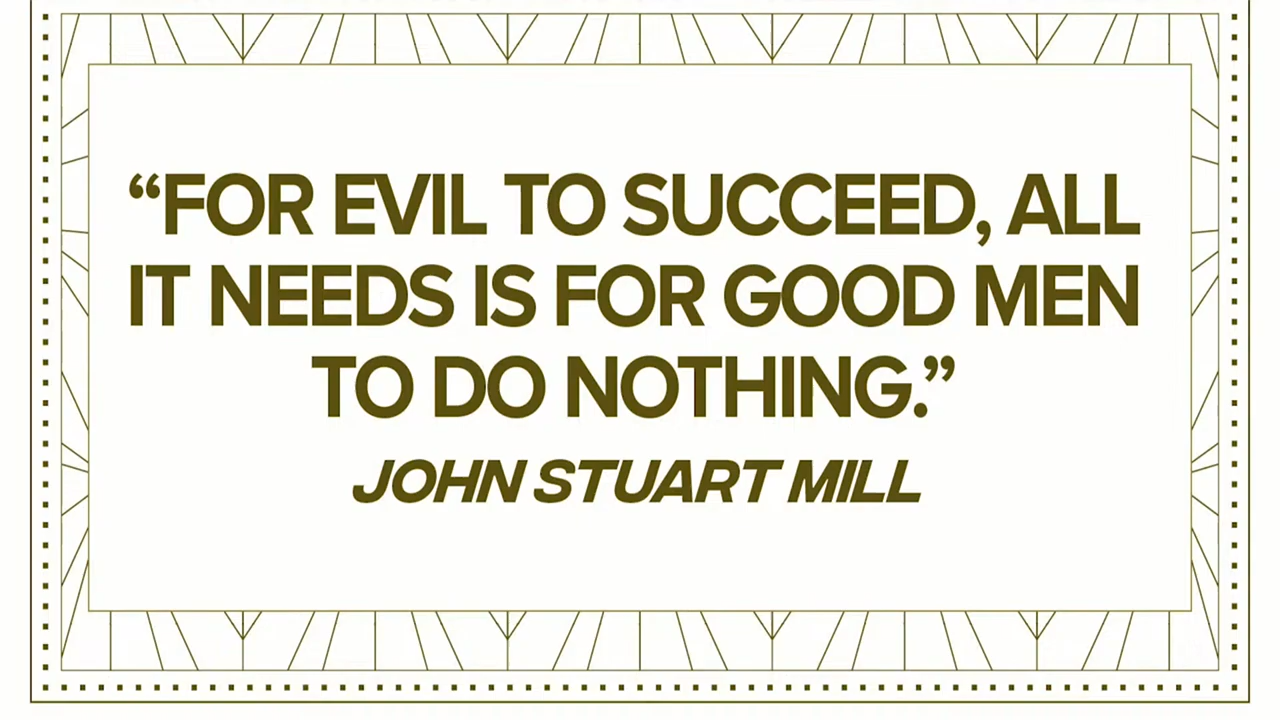 “FOR EVIL TO SUCCEED, ALL
IT NEEDS IS FOR GOOD MEN
TO DO NOTHING.”
JOHN STUART MILL